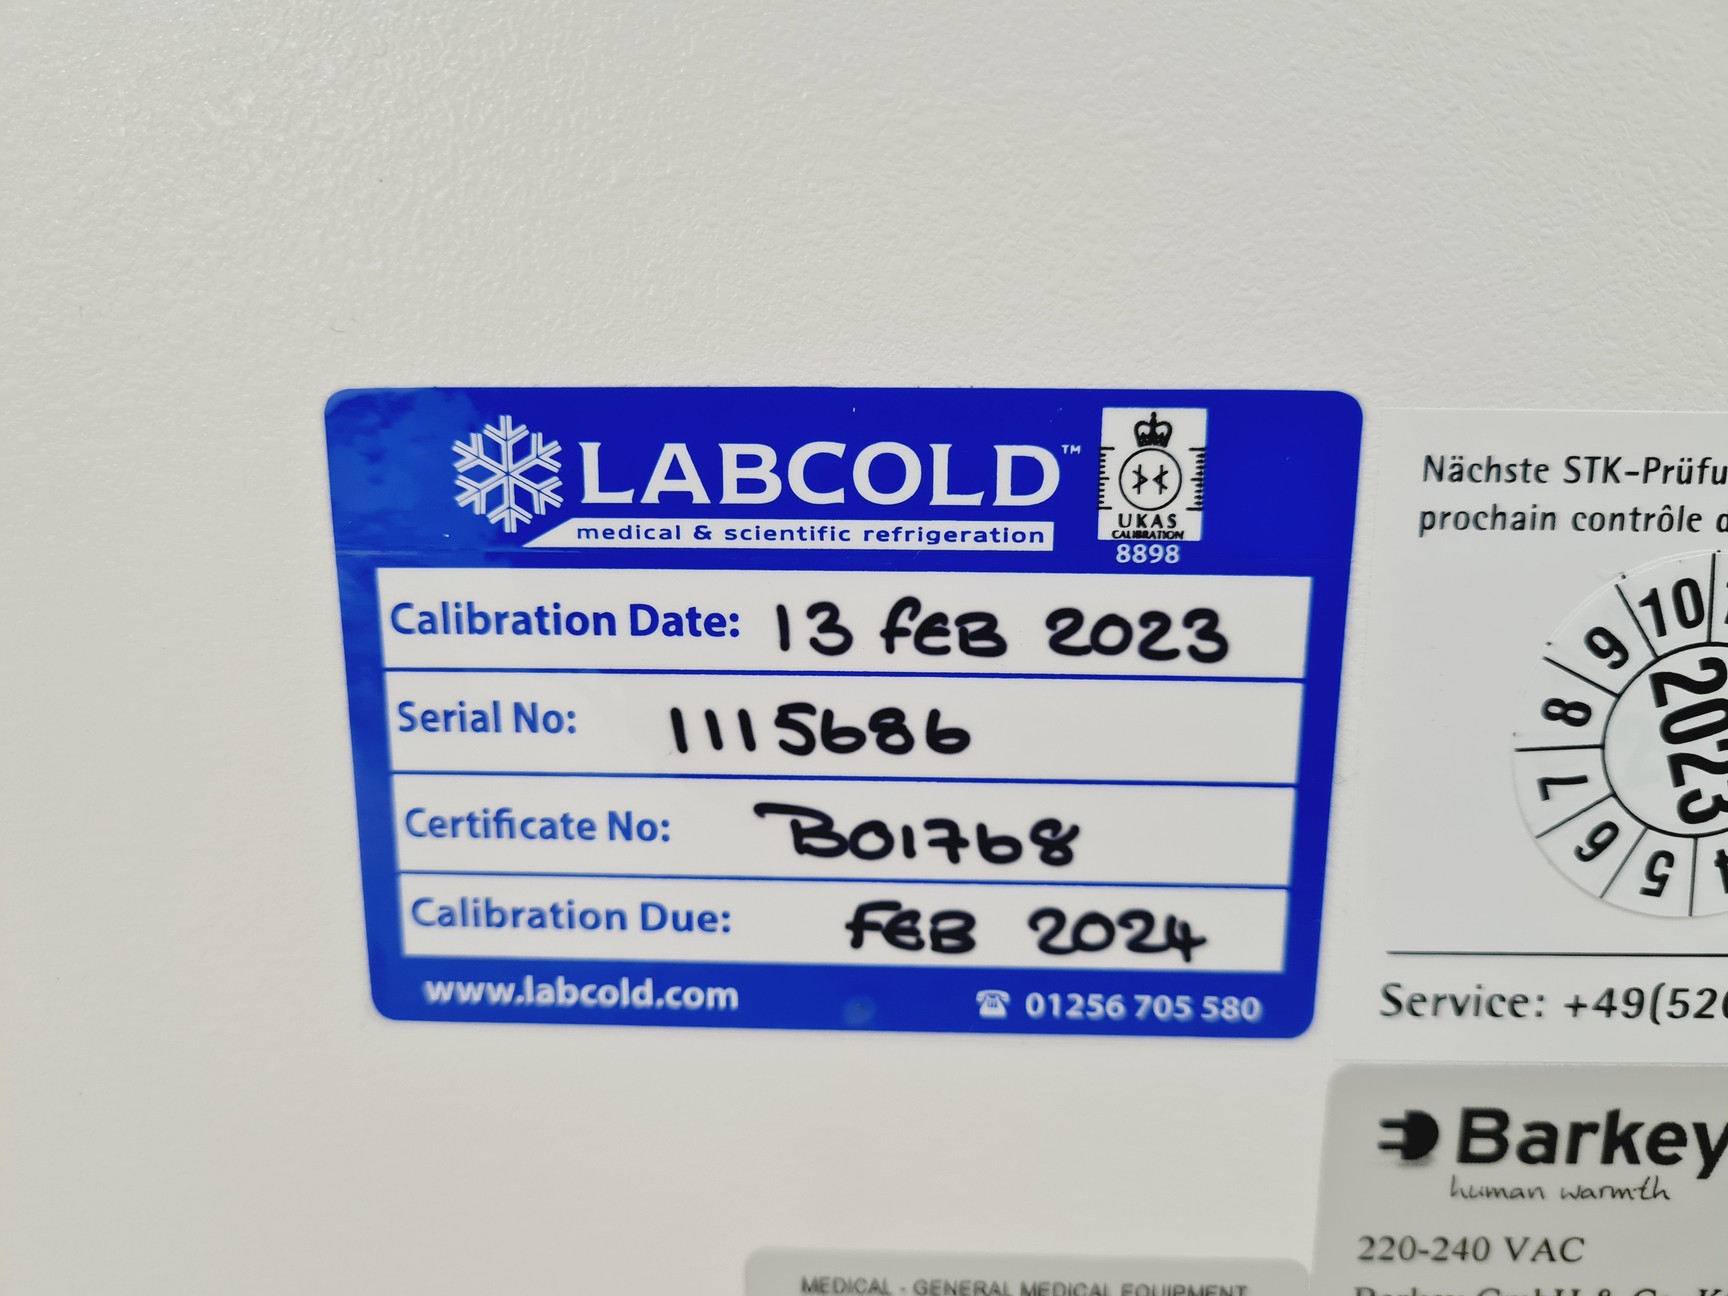 LABCOLD™
medical & scientific refrigeration
UKAS
CALIBRATION
8898
Calibration Date: 13 FEB 2023
Serial No: 1115686
Certificate No: B01768
Calibration Due: FEB 2024
www.labcold.com ☎ 01256 705 580
Nächste
prochain contrôle
10
9
8
7
6
5
4
2023
Service: +49(52
Barkey
human warmth
220-240 VAC
MEDICAL - GENERAL MEDICAL EQUIPMENT